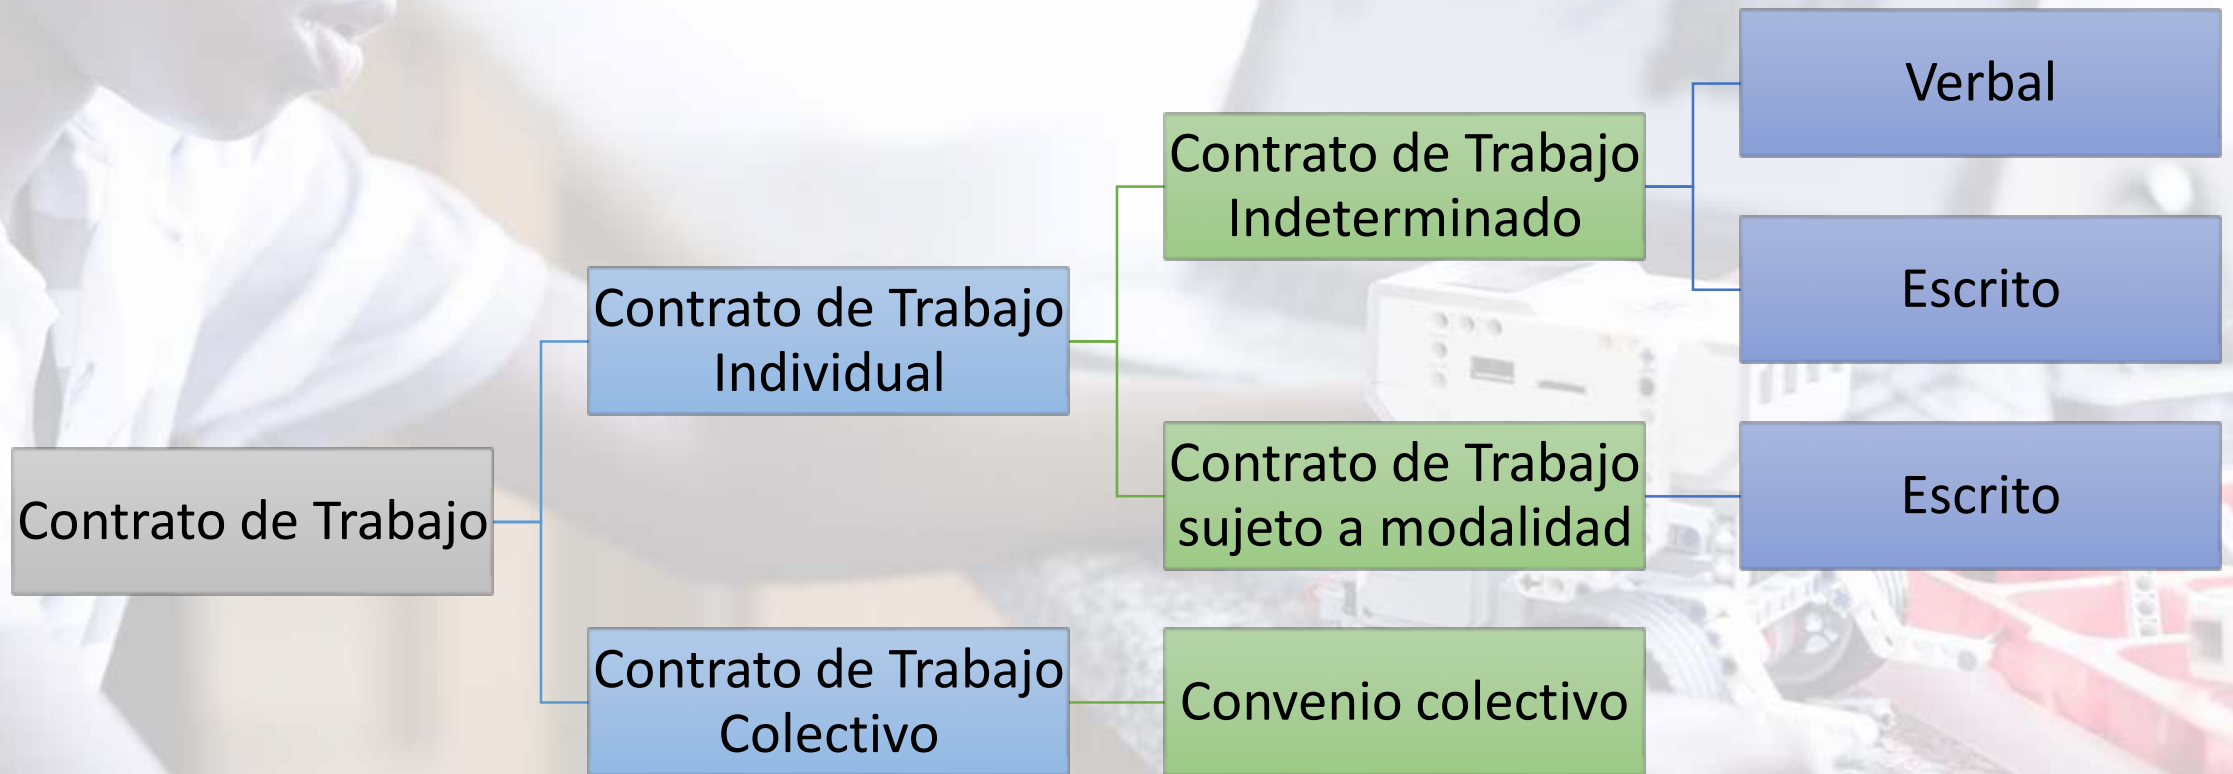 Contrato de Trabajo
Contrato de Trabajo
Individual
Contrato de Trabajo
Indeterminado
Verbal
Escrito
Contrato de Trabajo
sujeto a modalidad
Escrito
Contrato de Trabajo
Colectivo
Convenio colectivo